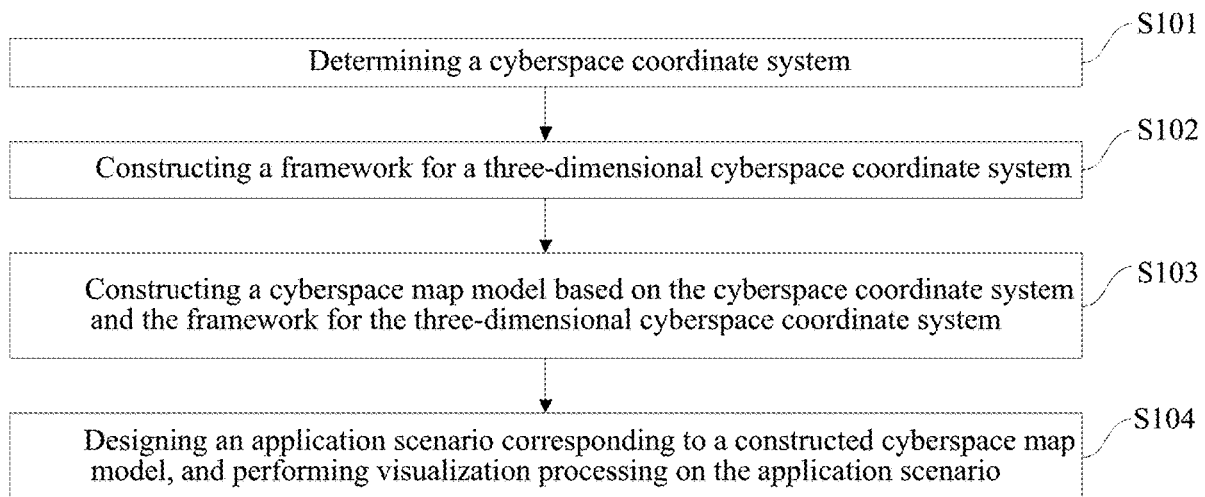 S101
Determining a cyberspace coordinate system
S102
Constructing a framework for a three-dimensional cyberspace coordinate system
S103
Constructing a cyberspace map model based on the cyberspace coordinate system
and the framework for the three-dimensional cyberspace coordinate system
S104
Designing an application scenario corresponding to a constructed cyberspace map
model, and performing visualization processing on the application scenario